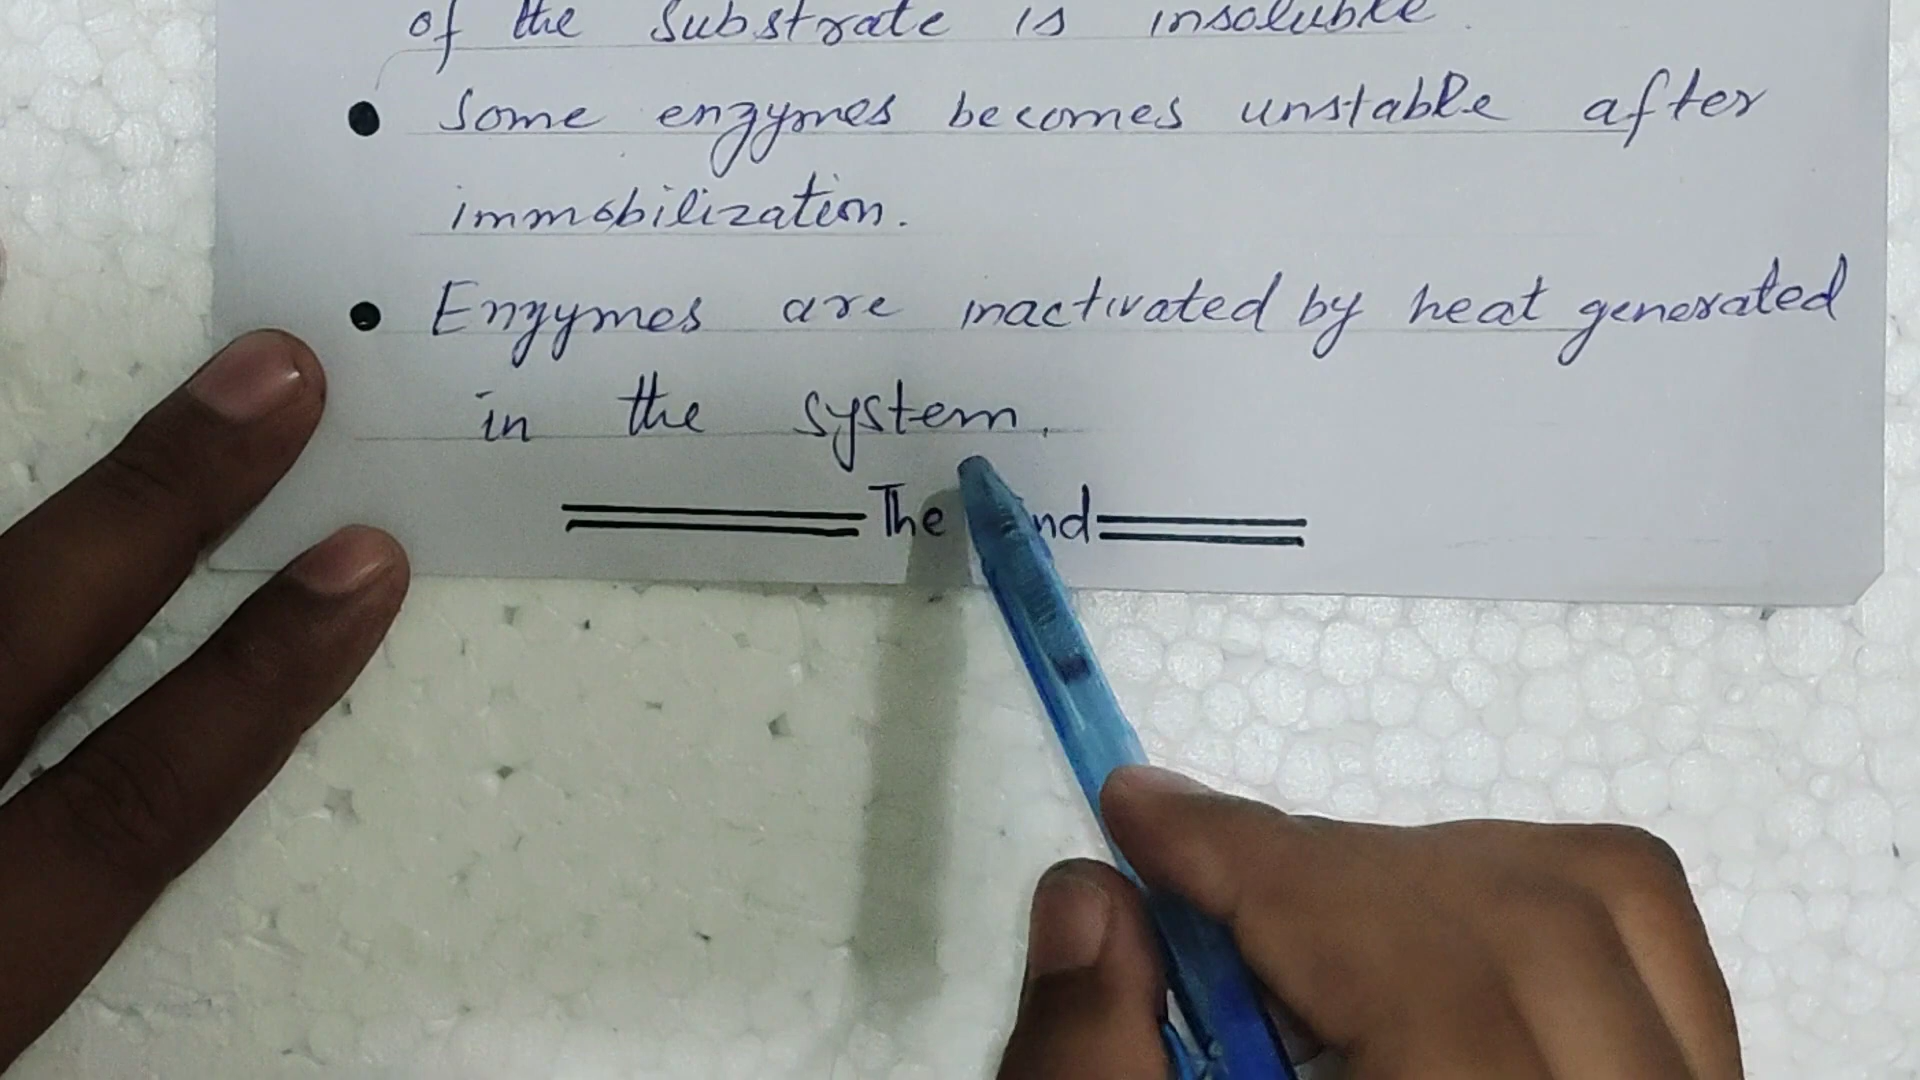 of the substrate is insoluble.
• Some enzymes becomes unstable after
immobilization.
• Enzymes are inactivated by heat generated
in the system.
The End